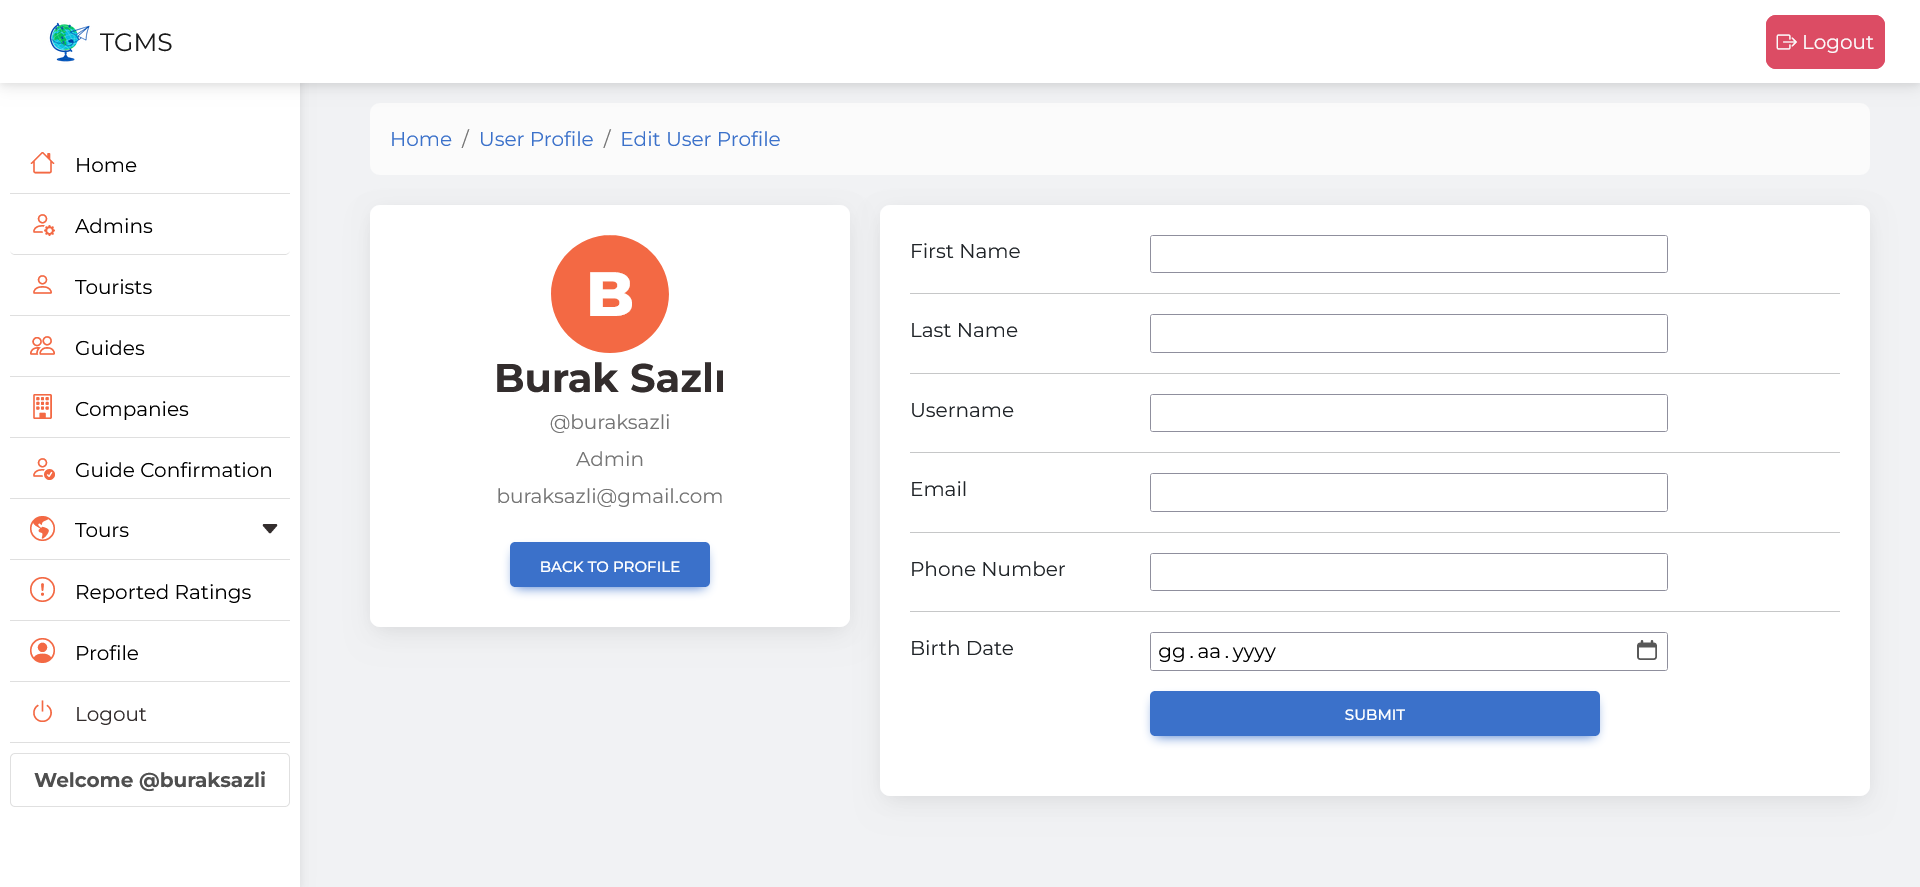 TGMS
Logout
Home
Admins
Tourists
Guides
Companies
Guide Confirmation
Tours
Reported Ratings
Profile
Logout
Welcome @buraksazli
Home / User Profile / Edit User Profile
B
Burak Sazlı
@buraksazli
Admin
buraksazli@gmail.com
BACK TO PROFILE
First Name
Last Name
Username
Email
Phone Number
Birth Date
gg.aa.yyyy
SUBMIT